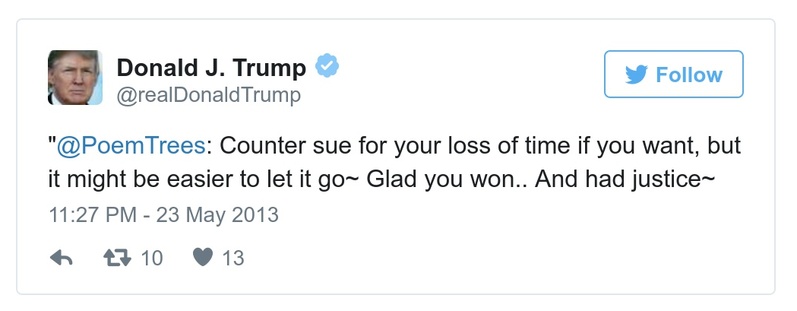 Donald J. Trump
@realDonaldTrump
Follow
"@PoemTrees: Counter sue for your loss of time if you want, but
it might be easier to let it go~ Glad you won.. And had justice~
11:27 PM - 23 May 2013
10 13